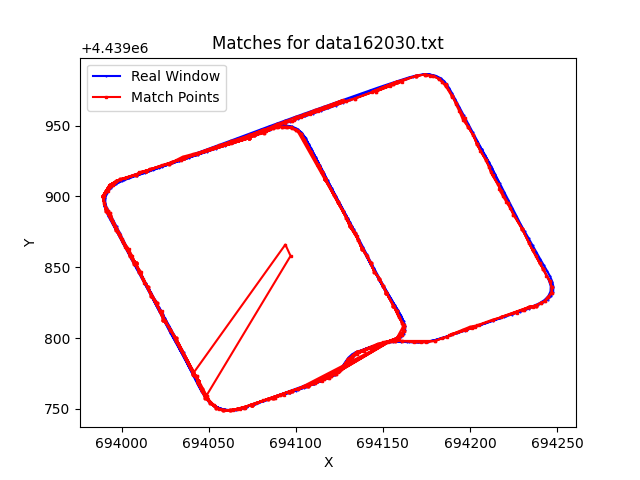 Matches for data162030.txt
+4.439e6
Real Window
Match Points
950
900
850
800
750
Y
694000 694050 694100 694150 694200 694250
X